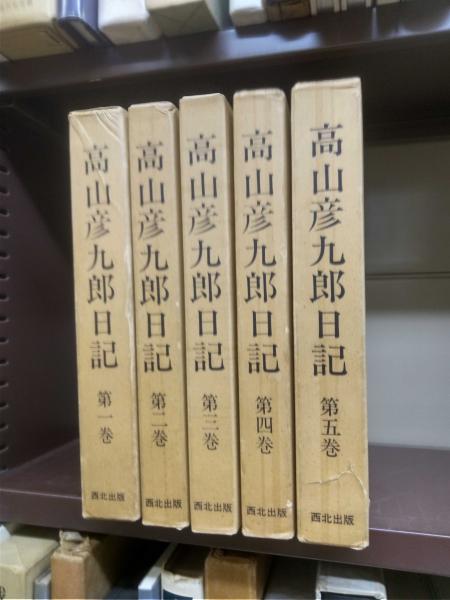 高山彦九郎日記 第一巻
西北出版
高山彦九郎日記 第二巻
西北出版
高山彦九郎日記 第三巻
西北出版
高山彦九郎日記 第四巻
西北出版
高山彦九郎日記 第五巻
西北出版